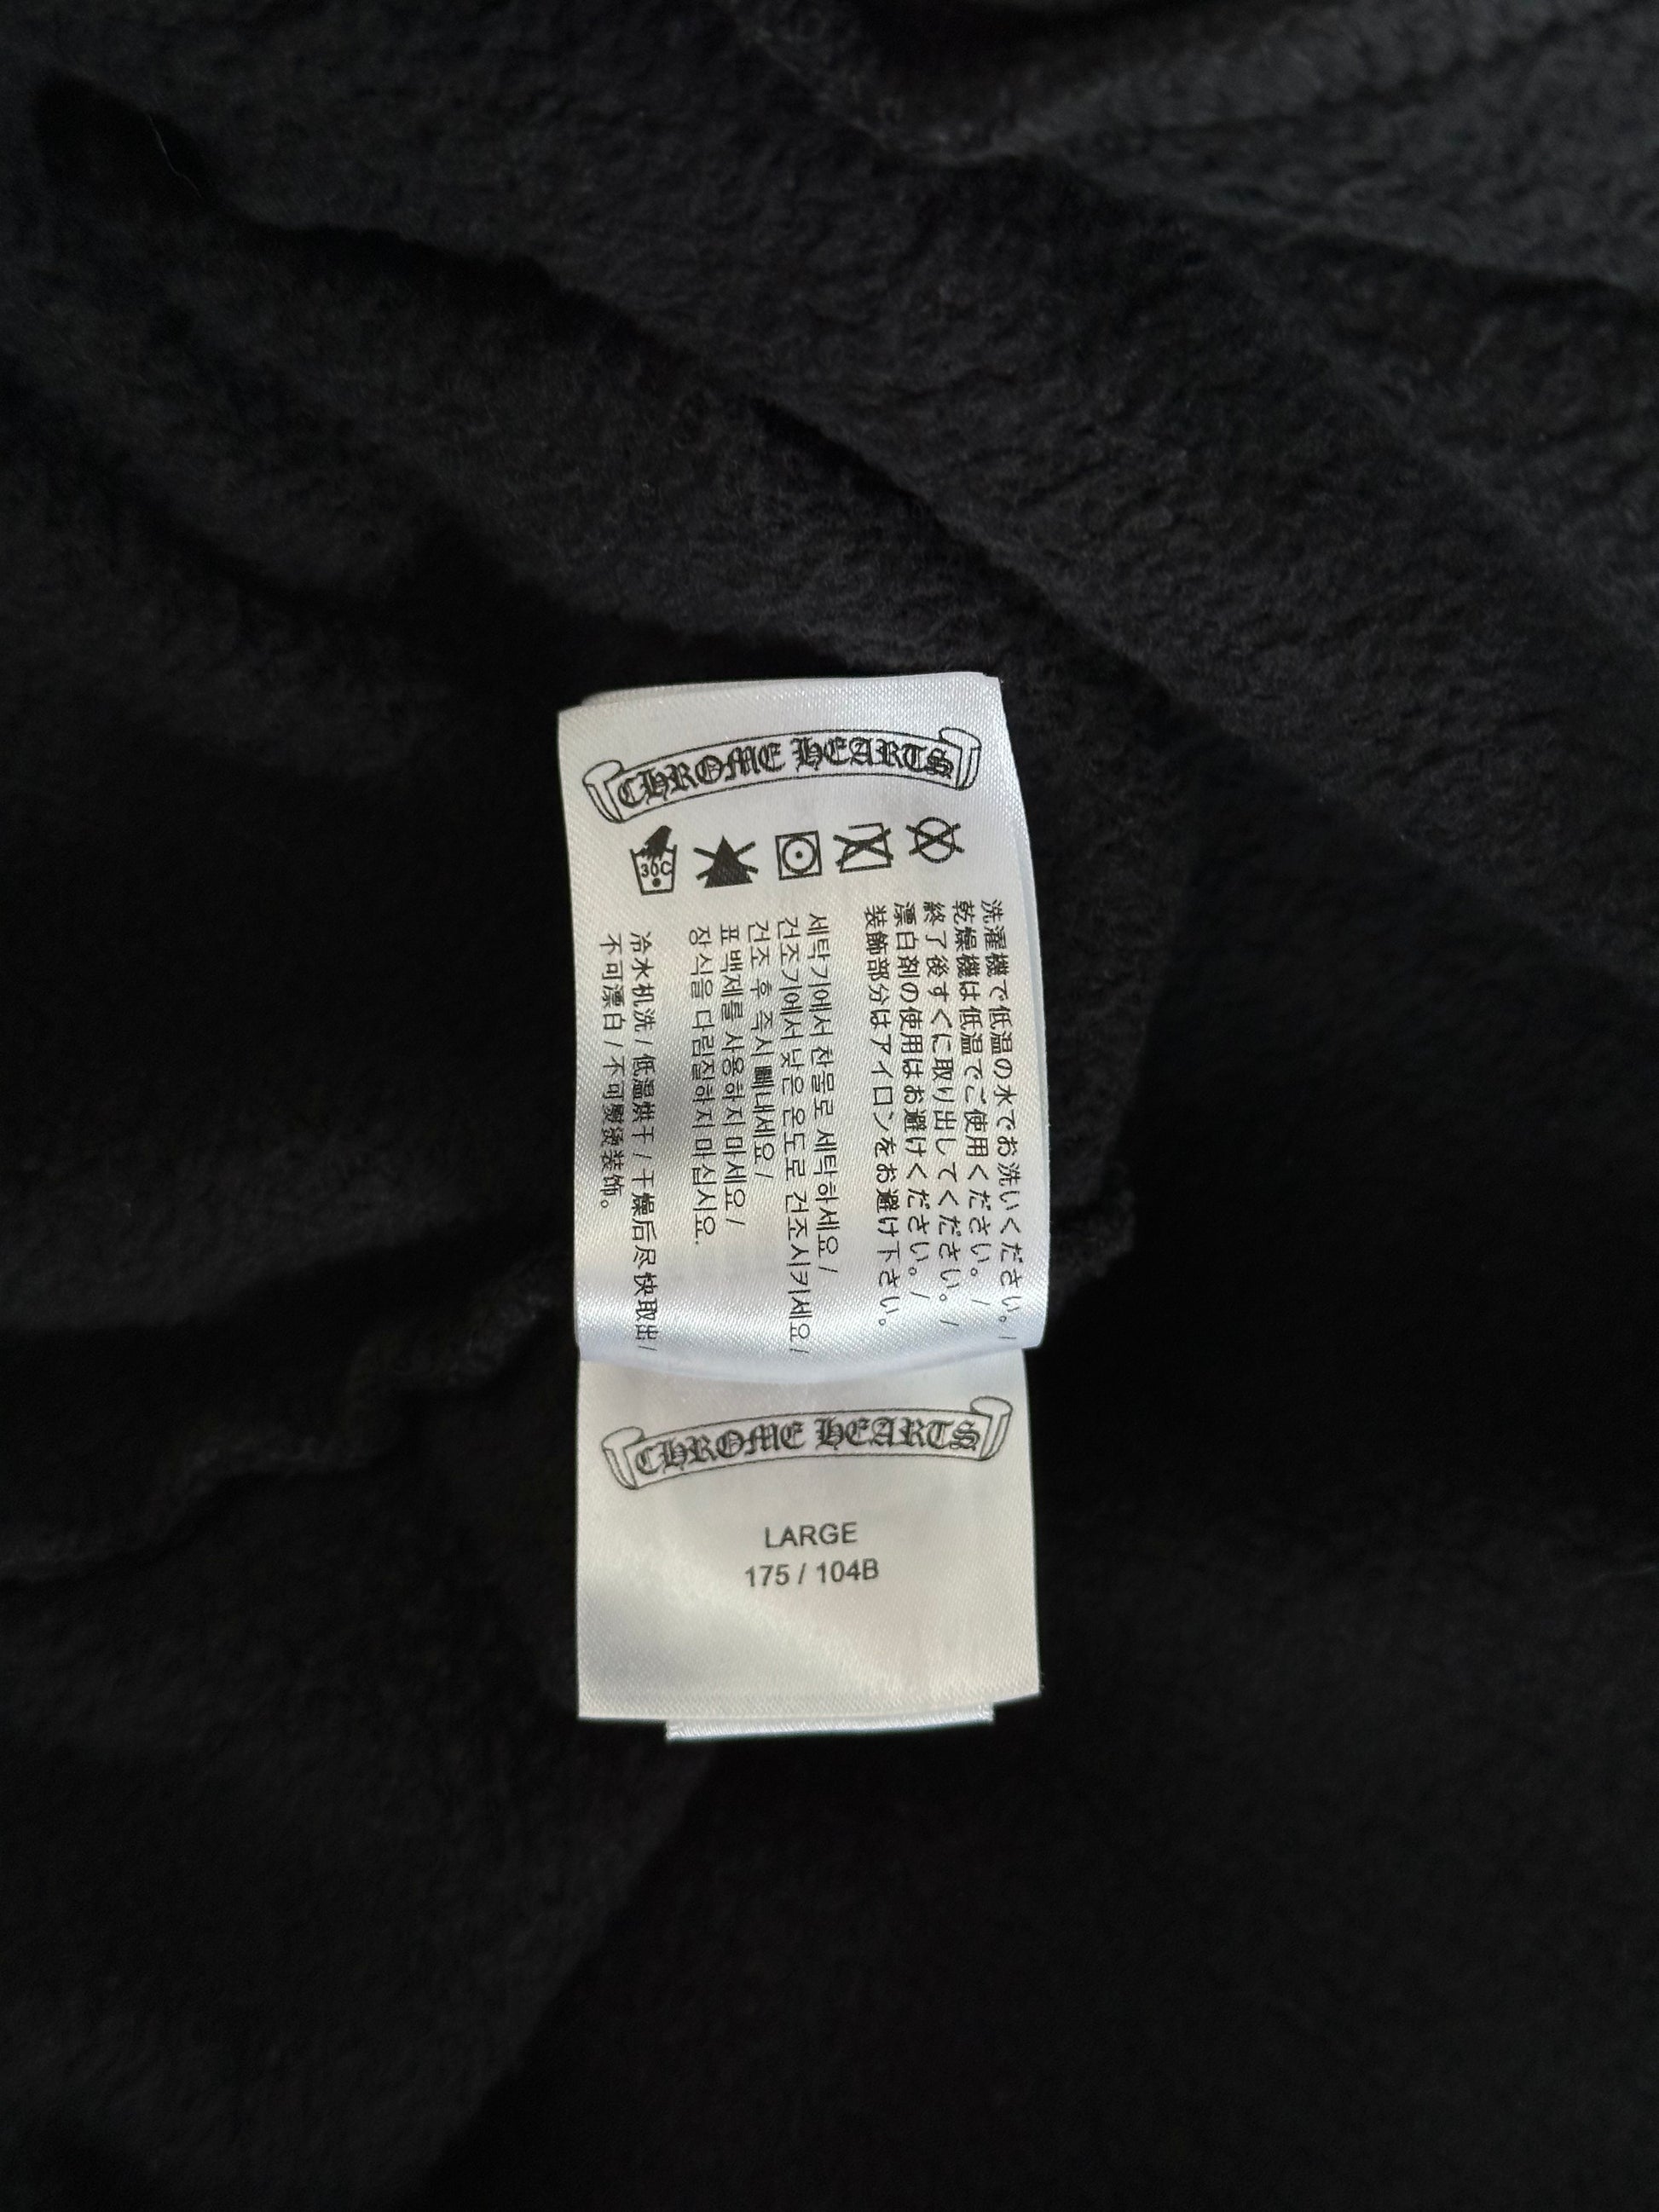 CHROME HEARTS
30C
洗濯機で低温の水でお洗いください。/
乾燥機は低温でご使用ください。/
終了後すぐに取り出してください。/
漂白剤の使用はお避けください。/
装飾部分はアイロンをお避け下さい。
세탁기에서 찬물로 세탁하세요 /
건조기에서 낮은 온도로 건조시키세요 /
건조 후 즉시 빼내세요 /
표백제를 사용하지 마세요 /
장식을 다림질하지 마십시요.
冷水机洗 / 低温烘干 / 干燥后尽快取出 /
不可漂白 / 不可熨烫装饰。
CHROME HEARTS
LARGE
175 / 104B